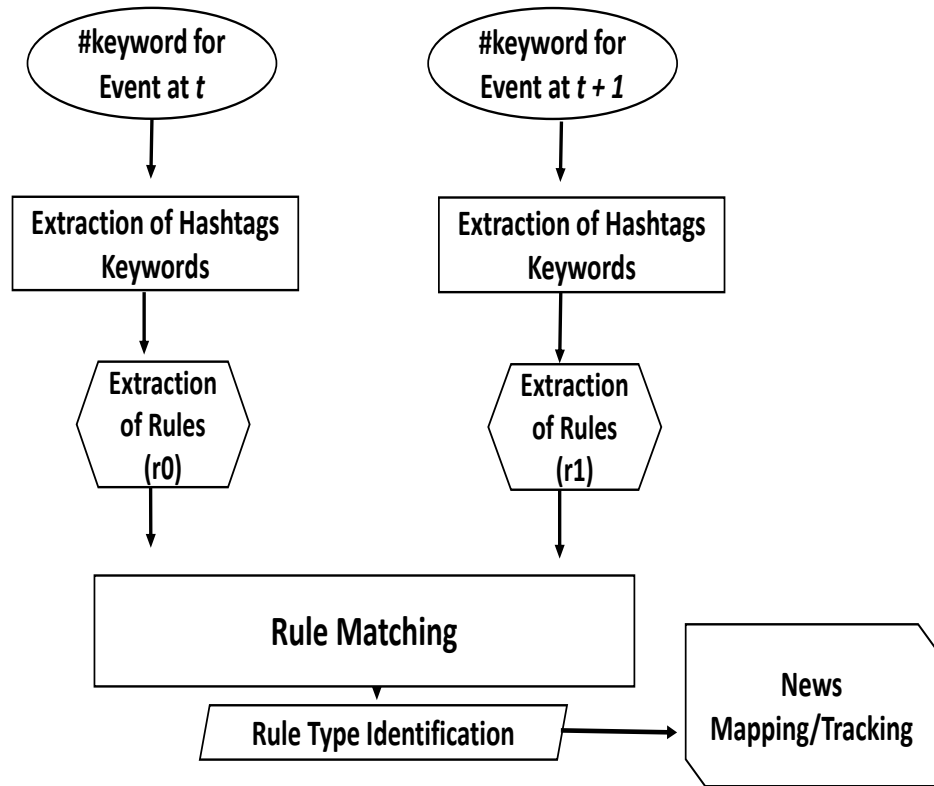 #keyword for
Event at t
#keyword for
Event at t + 1
Extraction of Hashtags
Keywords
Extraction of Hashtags
Keywords
Extraction
of Rules
(r0)
Extraction
of Rules
(r1)
Rule Matching
Rule Type Identification
News
Mapping/Tracking